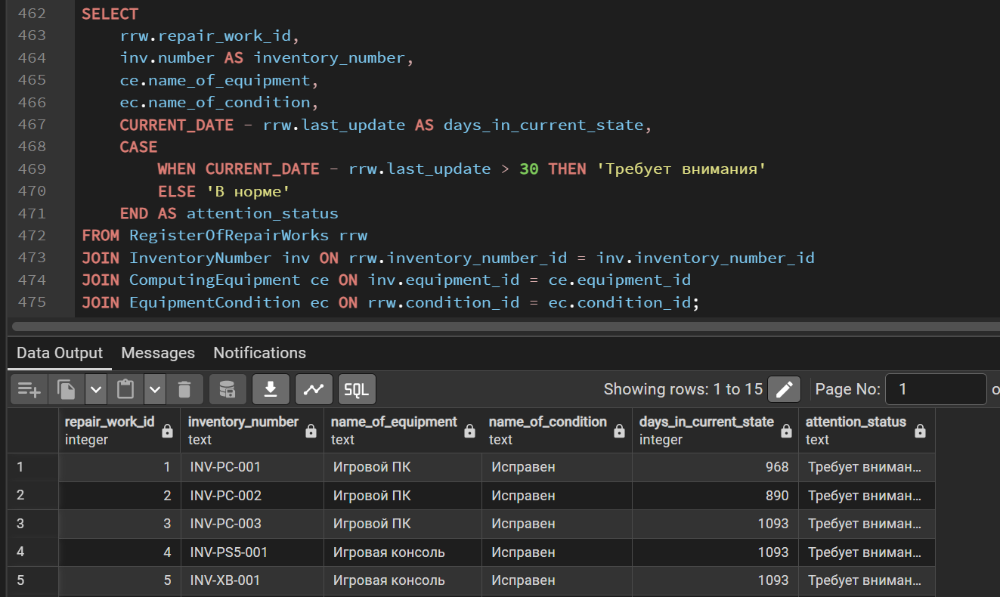 462 SELECT
463 rrw.repair_work_id,
464 inv.number AS inventory_number,
465 ce.name_of_equipment,
466 ec.name_of_condition,
467 CURRENT_DATE - rrw.last_update AS days_in_current_state,
468 CASE
469 WHEN CURRENT_DATE - rrw.last_update > 30 THEN 'Требует внимания'
470 ELSE 'В норме'
471 END AS attention_status
472 FROM RegisterOfRepairWorks rrw
473 JOIN InventoryNumber inv ON rrw.inventory_number_id = inv.inventory_number_id
474 JOIN ComputingEquipment ce ON inv.equipment_id = ce.equipment_id
475 JOIN EquipmentCondition ec ON rrw.condition_id = ec.condition_id;
Data Output Messages Notifications
SQL Showing rows: 1 to 15 Page No: 1 o
repair_work_id inventory_number name_of_equipment name_of_condition days_in_current_state attention_status
integer text text text integer text
1 1 INV-PC-001 Игровой ПК Исправен 968 Требует вниман...
2 2 INV-PC-002 Игровой ПК Исправен 890 Требует вниман...
3 3 INV-PC-003 Игровой ПК Исправен 1093 Требует вниман...
4 4 INV-PS5-001 Игровая консоль Исправен 1093 Требует вниман...
5 5 INV-XB-001 Игровая консоль Исправен 1093 Требует вниман...